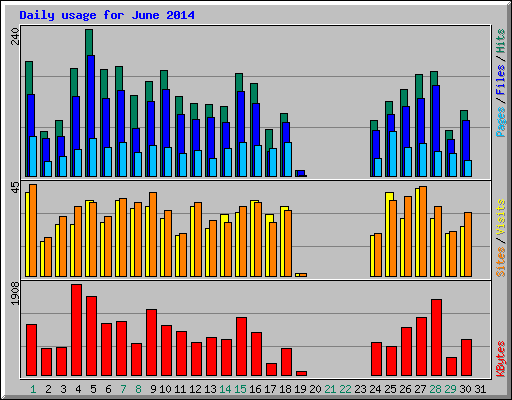 Daily usage for June 2014
240
Pages / Files / Hits
45
Sites / Visits
1908
KBytes
1 2 3 4 5 6 7 8 9 10 11 12 13 14 15 16 17 18 19 20 21 22 23 24 25 26 27 28 29 30 31